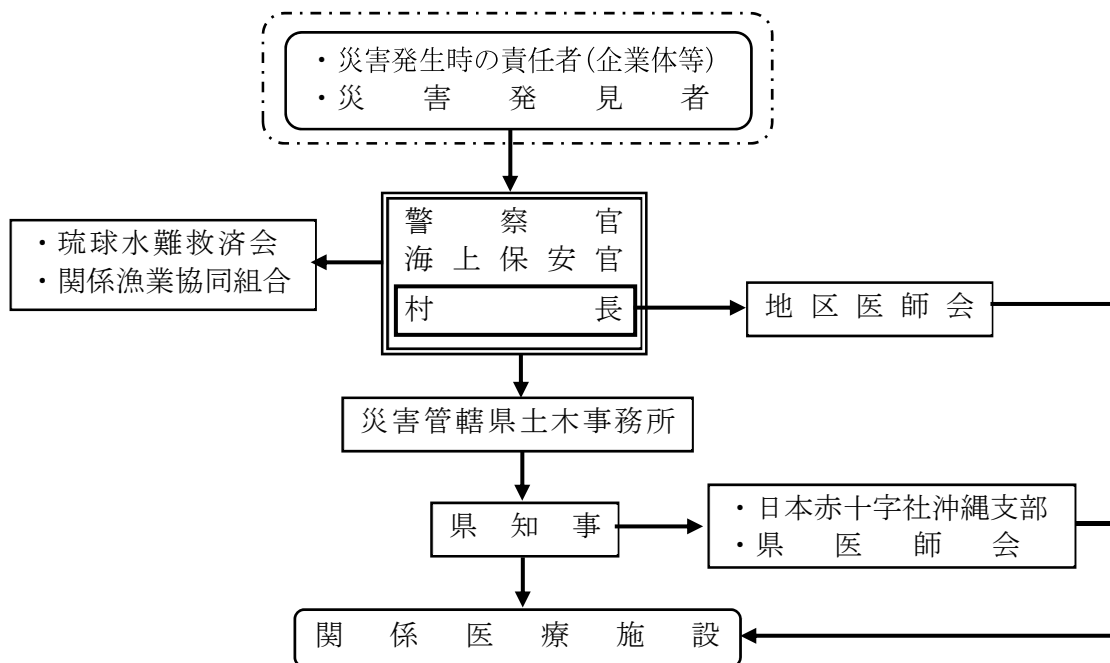 ・災害発生時の責任者(企業体等)
・災害発見者
警察官
海上保安官
村長
・琉球水難救済会
・関係漁業協同組合
地区医師会
災害管轄県土木事務所
県知事
・日本赤十字社沖縄支部
・県医師会
関係医療施設